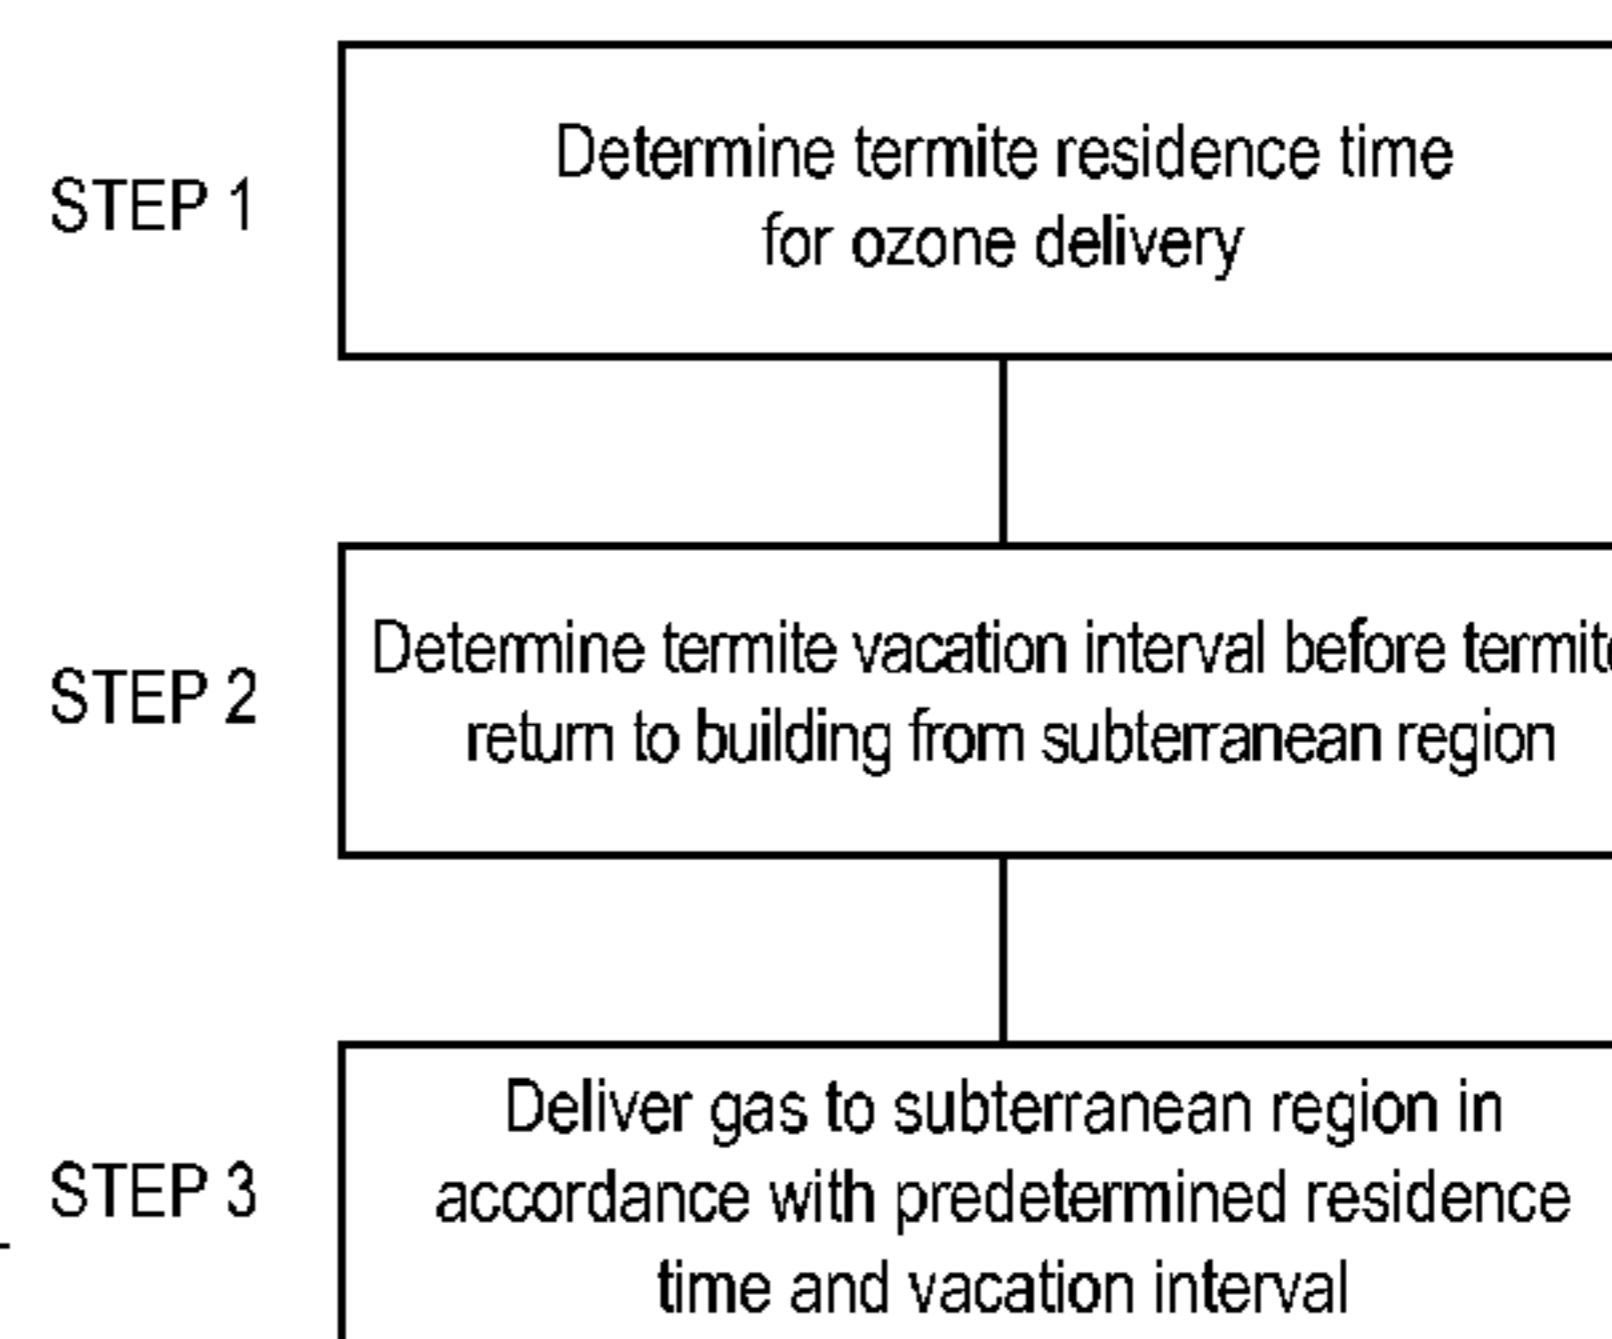 STEP 1
Determine termite residence time
for ozone delivery
STEP 2
Determine termite vacation interval before termite
return to building from subterranean region
STEP 3
Deliver gas to subterranean region in
accordance with predetermined residence
time and vacation interval